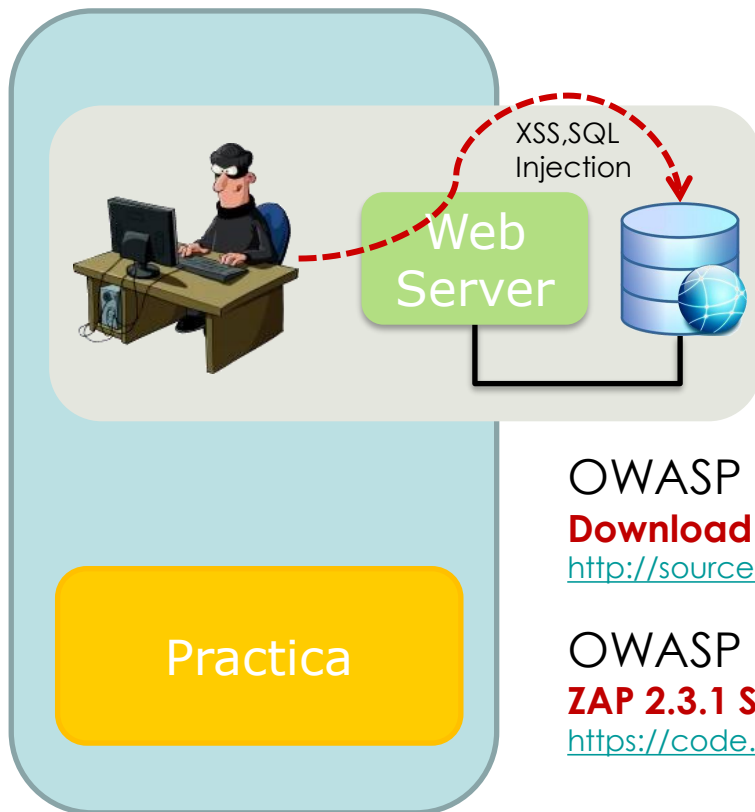 XSS,SQL
Injection
Web
Server
OWASP
Download
http://source
Practica
OWASP
ZAP 2.3.1 S
https://code.